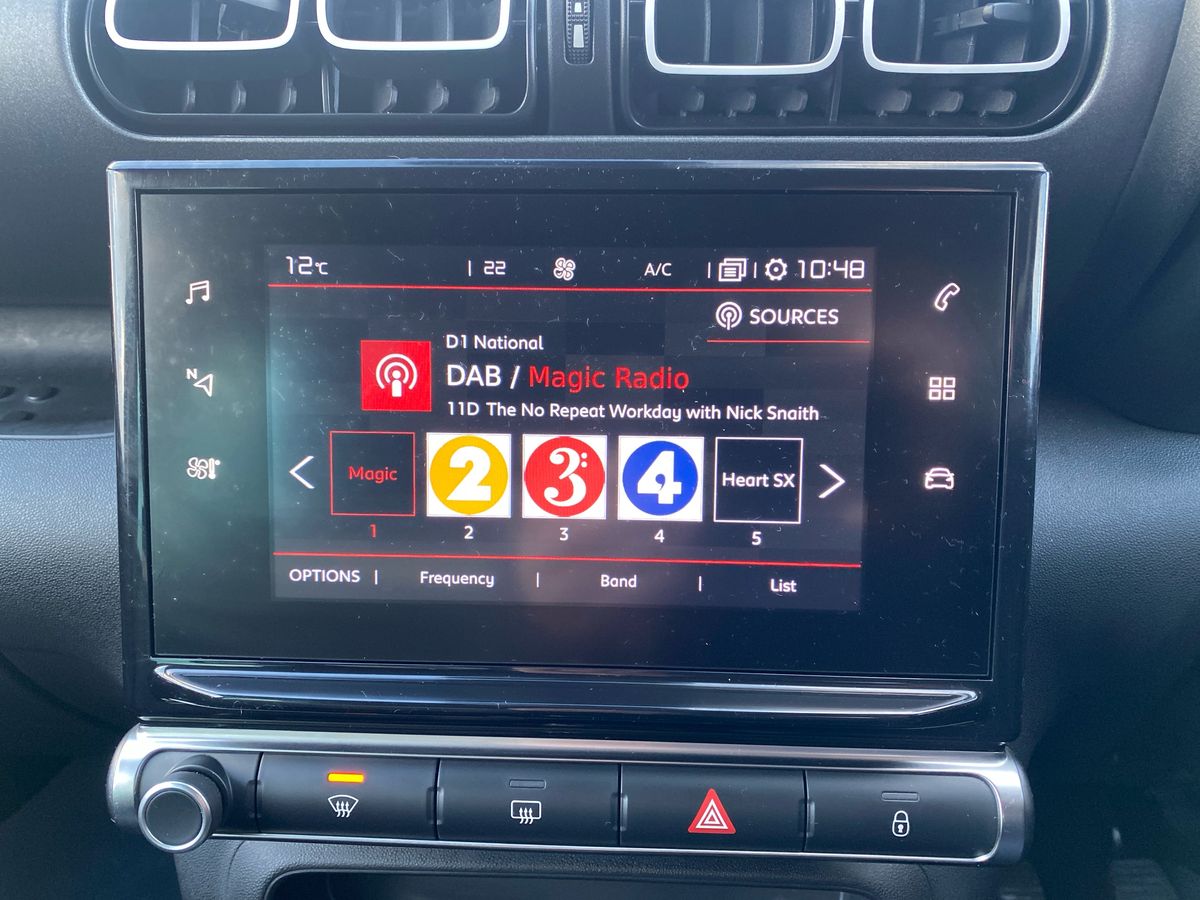 12°C | 22 A/C | | 10:48
SOURCES
D1 National
DAB / Magic Radio
11D The No Repeat Workday with Nick Snaith
N
Magic 2 3: 4 Heart SX
1 2 3 4 5
OPTIONS | Frequency | Band | List